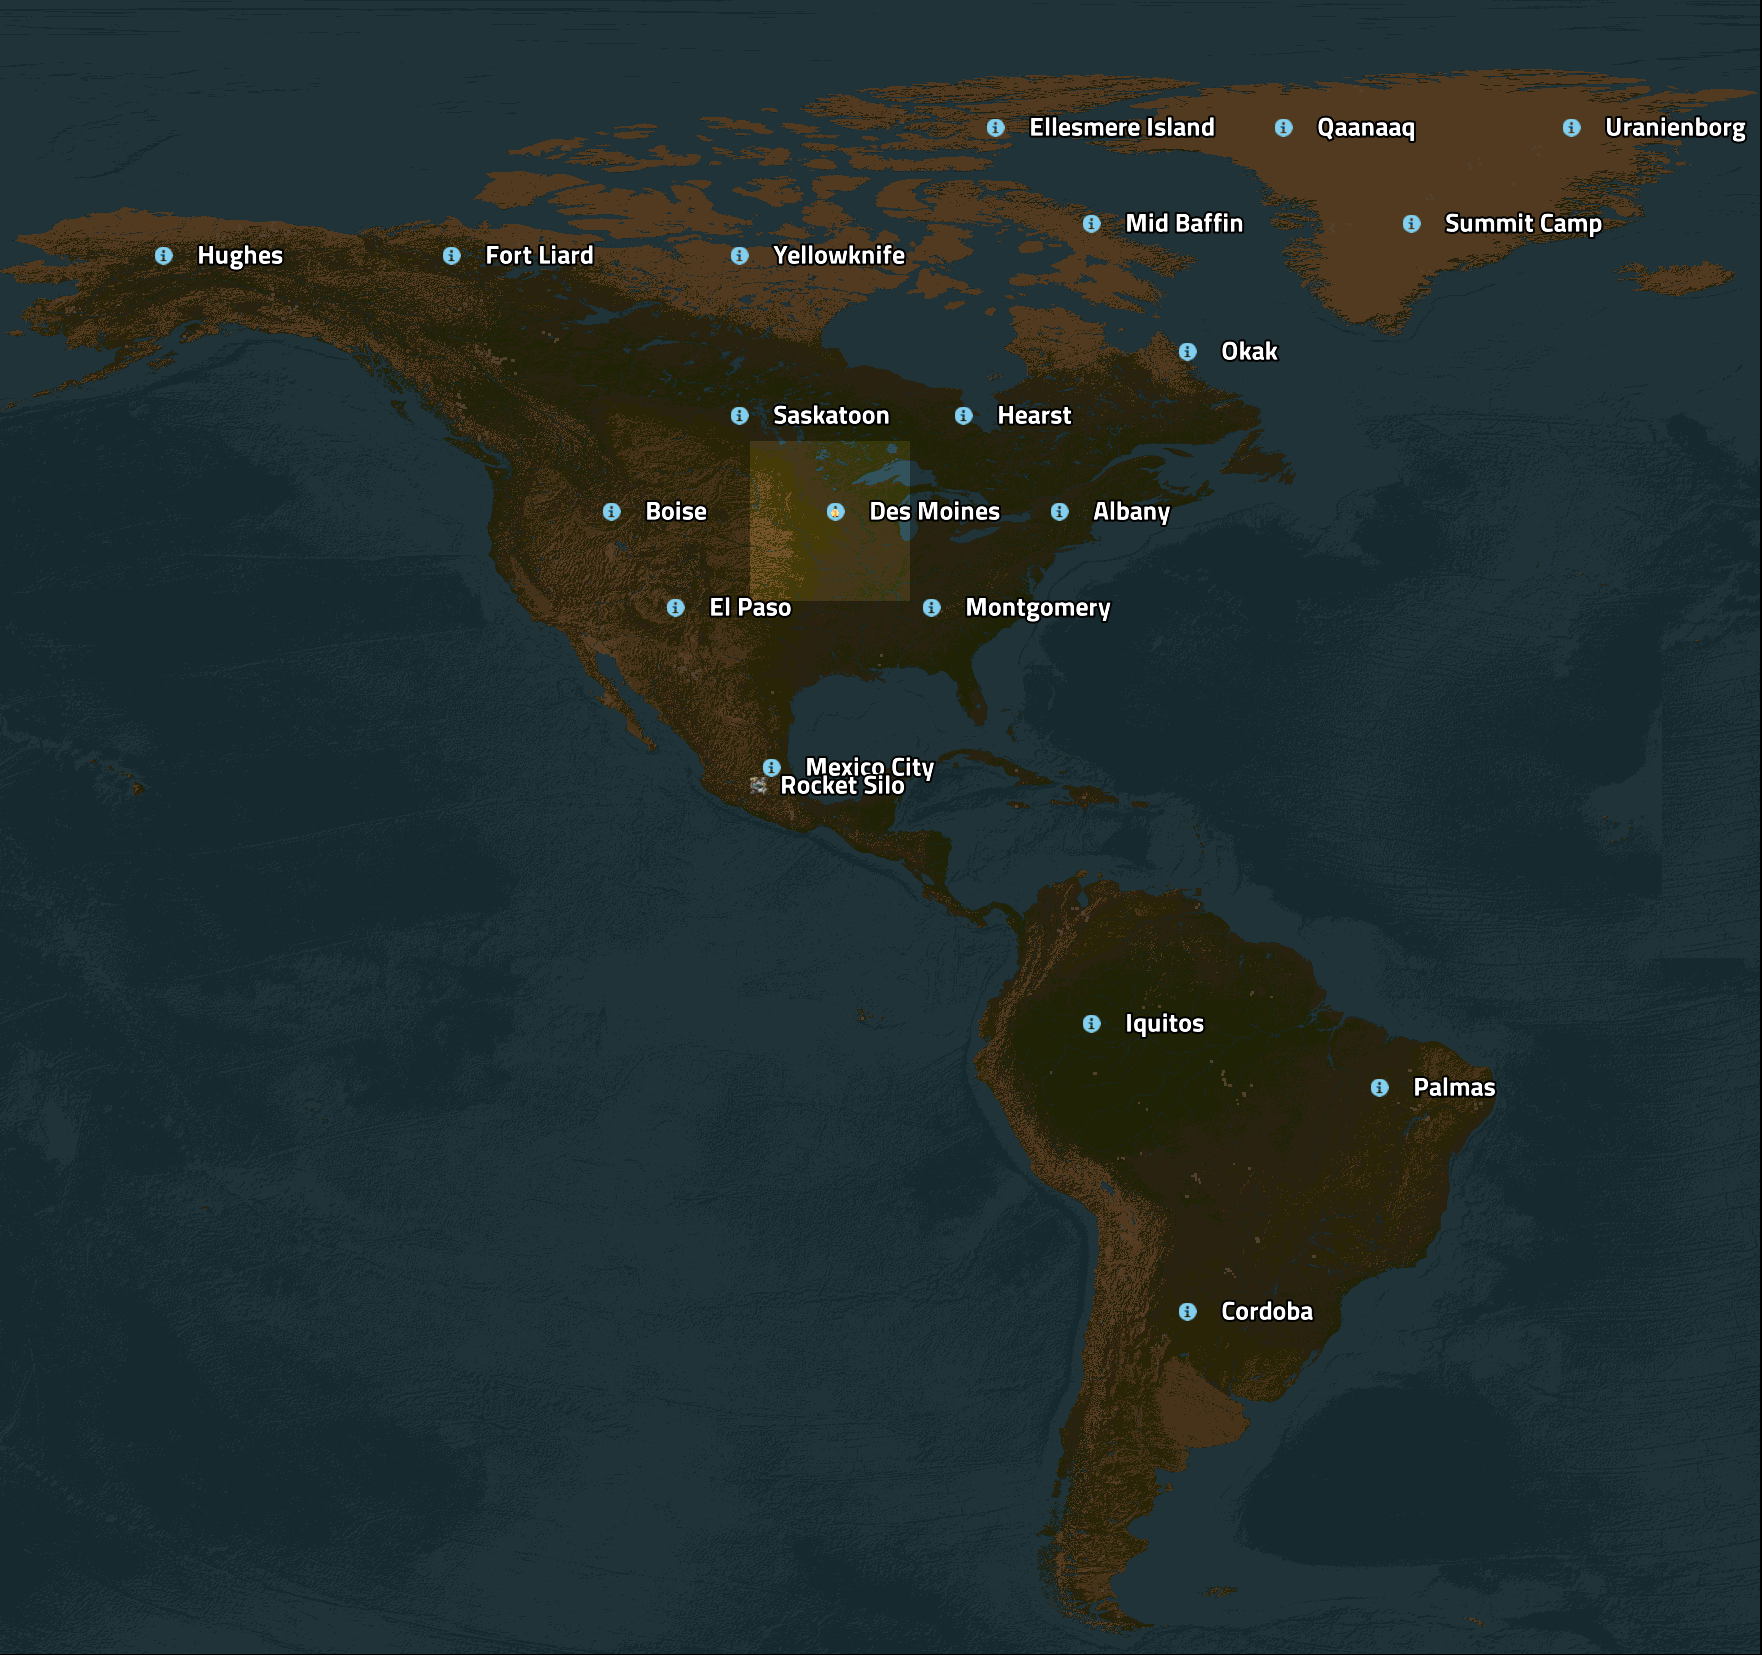 Ellesmere Island
Qaanaaq
Uranienborg
Mid Baffin
Summit Camp
Hughes
Fort Liard
Yellowknife
Okak
Saskatoon
Hearst
Boise
Des Moines
Albany
El Paso
Montgomery
Mexico City
Rocket Silo
Iquitos
Palmas
Cordoba